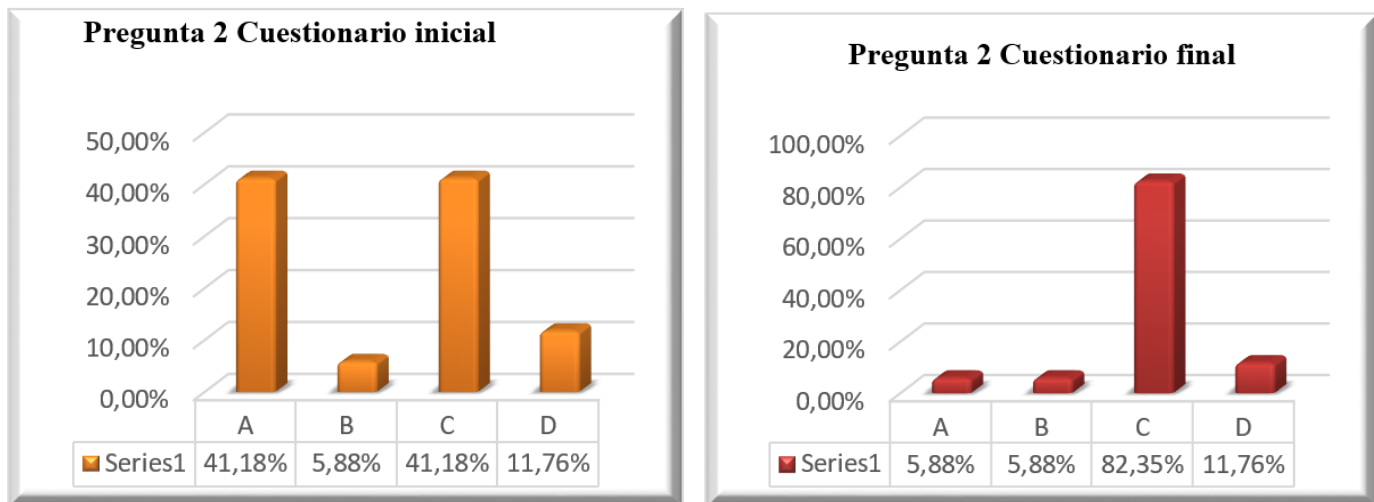 Pregunta 2 Cuestionario inicial
50,00%
40,00%
30,00%
20,00%
10,00%
0,00%
A B C D
Series1 41,18% 5,88% 41,18% 11,76%
Pregunta 2 Cuestionario final
100,00%
80,00%
60,00%
40,00%
20,00%
0,00%
A B C D
Series1 5,88% 5,88% 82,35% 11,76%